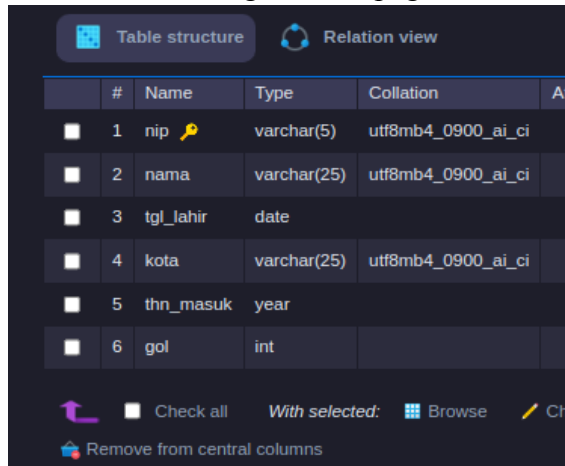 Table structure Relation view
# Name Type Collation A
1 nip varchar(5) utf8mb4_0900_ai_ci
2 nama varchar(25) utf8mb4_0900_ai_ci
3 tgl_lahir date
4 kota varchar(25) utf8mb4_0900_ai_ci
5 thn_masuk year
6 gol int
Check all With selected: Browse Ch
Remove from central columns